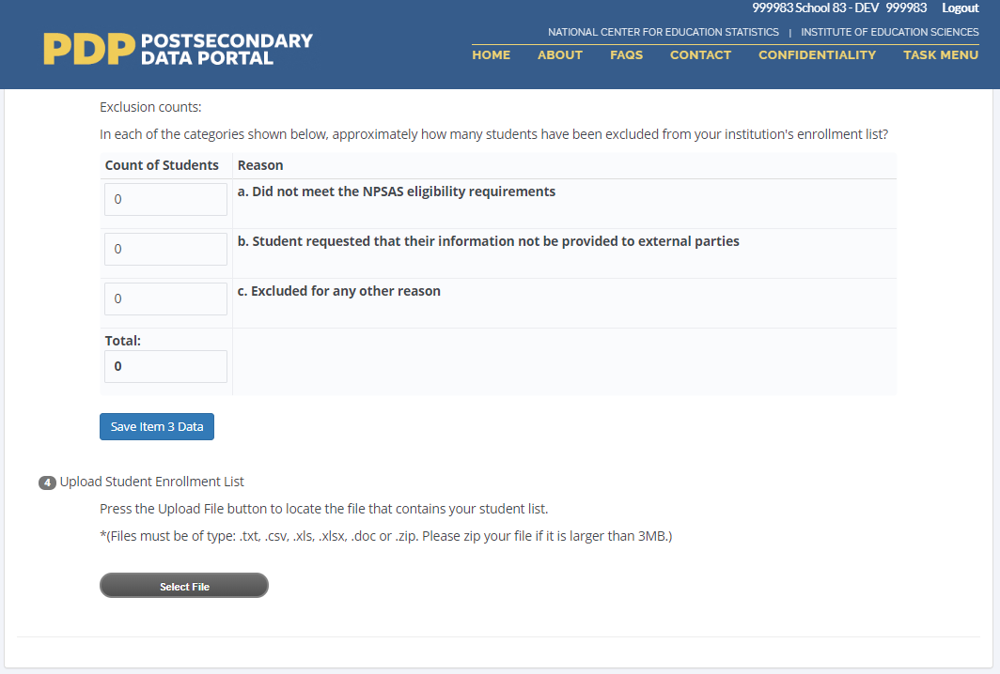 999983 School 83 - DEV 999983 Logout
PDP POSTSECONDARY DATA PORTAL
NATIONAL CENTER FOR EDUCATION STATISTICS | INSTITUTE OF EDUCATION SCIENCES
HOME ABOUT FAQS CONTACT CONFIDENTIALITY TASK MENU
Exclusion counts:
In each of the categories shown below, approximately how many students have been excluded from your institution's enrollment list?
Count of Students Reason
0 a. Did not meet the NPSAS eligibility requirements
0 b. Student requested that their information not be provided to external parties
0 c. Excluded for any other reason
Total:
0
Save Item 3 Data
4 Upload Student Enrollment List
Press the Upload File button to locate the file that contains your student list.
*(Files must be of type: .txt, .csv, .xls, .xlsx, .doc or .zip. Please zip your file if it is larger than 3MB.)
Select File